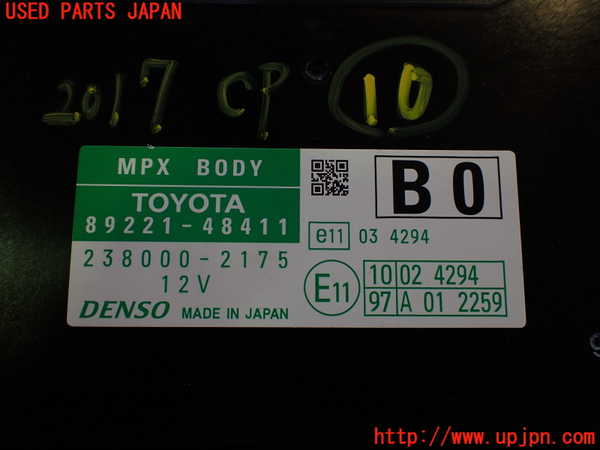 USED PARTS JAPAN
2017 CP 10
MPX BODY
TOYOTA
89221-48411
238000-2175
12V
DENSO MADE IN JAPAN
B0
e11 03 4294
E11
10 02 4294
97 A 01 2259
http://www.upjpn.com/